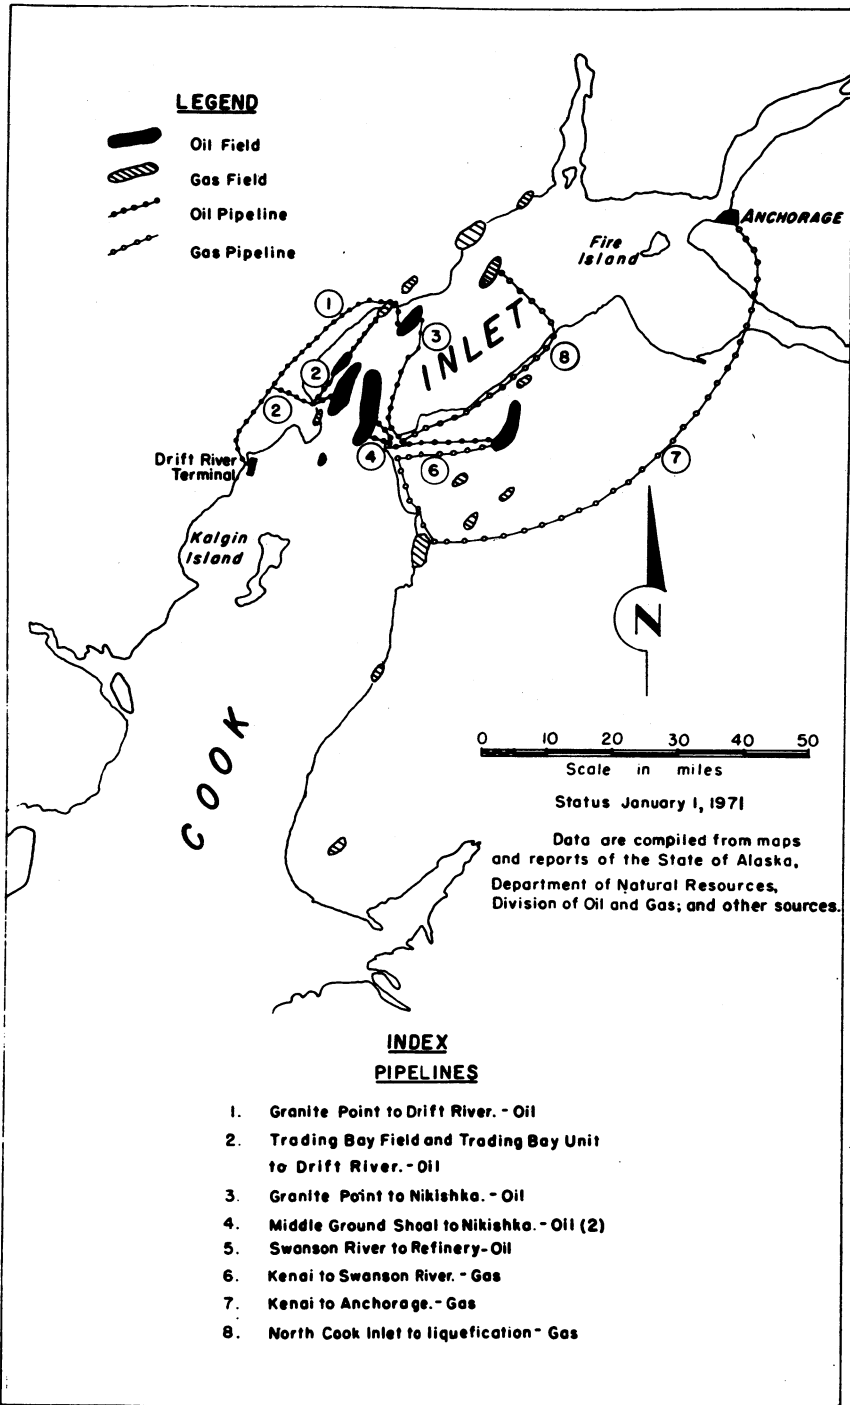 LEGEND
Oil Field
Gas Field
Oil Pipeline
Gas Pipeline
ANCHORAGE
Fire
Island
1
3
INLET
2
8
2
Drift River
Terminal
4
6
7
Kalgin
Island
N
COOK
0 10 20 30 40 50
Scale in miles
Status January 1, 1971
Data are compiled from maps
and reports of the State of Alaska,
Department of Natural Resources,
Division of Oil and Gas; and other sources.
INDEX
PIPELINES
1. Granite Point to Drift River. - Oil
2. Trading Bay Field and Trading Bay Unit
to Drift River. - Oil
3. Granite Point to Nikishka. - Oil
4. Middle Ground Shoal to Nikishka. - Oil (2)
5. Swanson River to Refinery - Oil
6. Kenai to Swanson River. - Gas
7. Kenai to Anchorage. - Gas
8. North Cook Inlet to liquefication - Gas